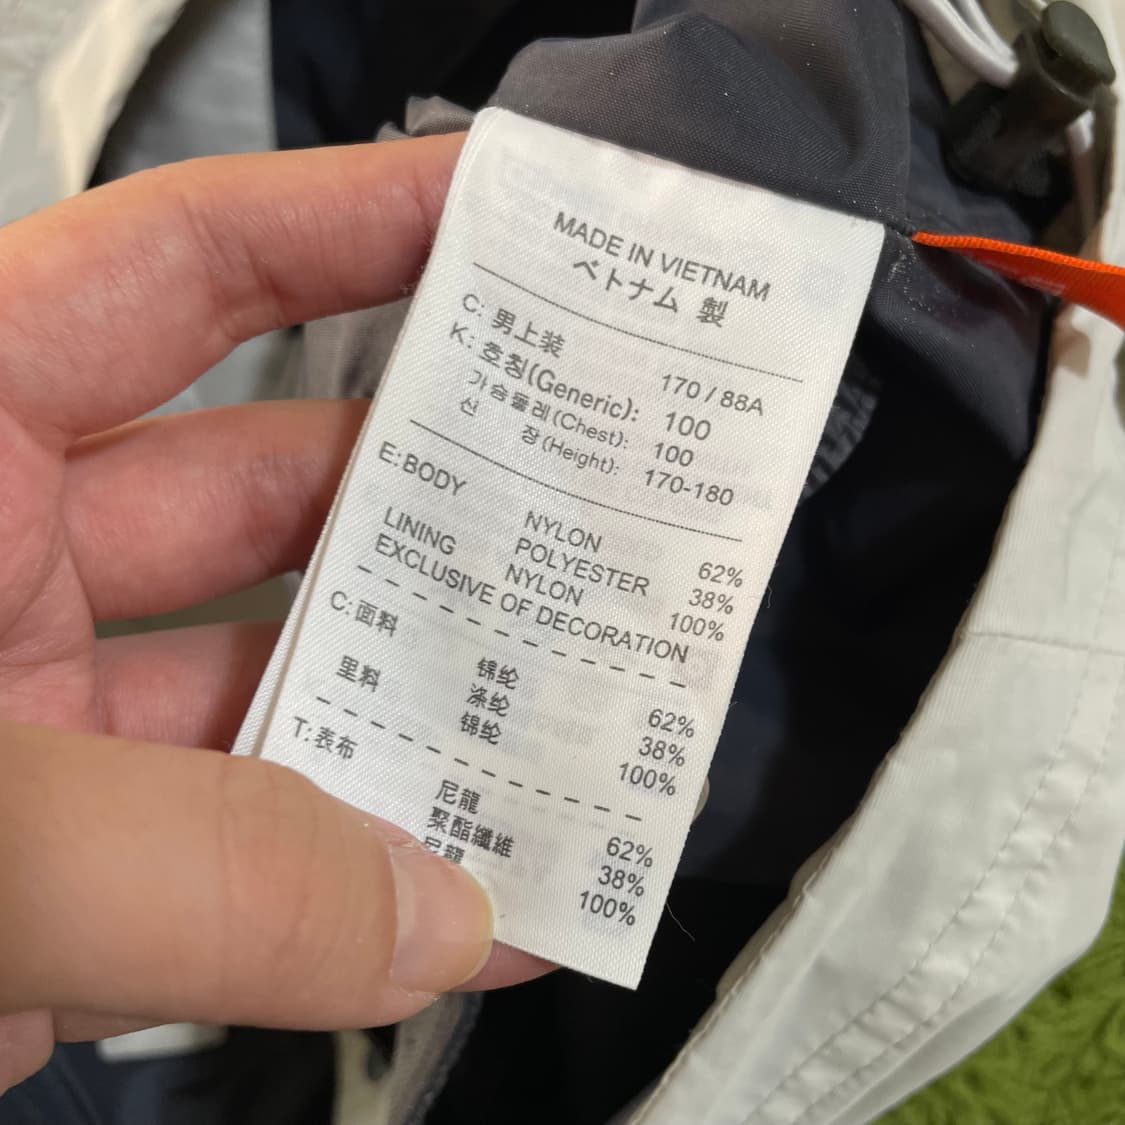 MADE IN VIETNAM
ベトナム 製
C: 男上装 170 / 88A
K: 호칭(Generic): 100
가슴둘레(Chest): 100
신 장(Height): 170-180
E: BODY
NYLON 62%
POLYESTER 38%
LINING NYLON 100%
EXCLUSIVE OF DECORATION
C: 面料
锦纶 62%
涤纶 38%
里料 锦纶 100%
T: 表布
尼龍 62%
聚酯纖維 38%
尼龍 100%